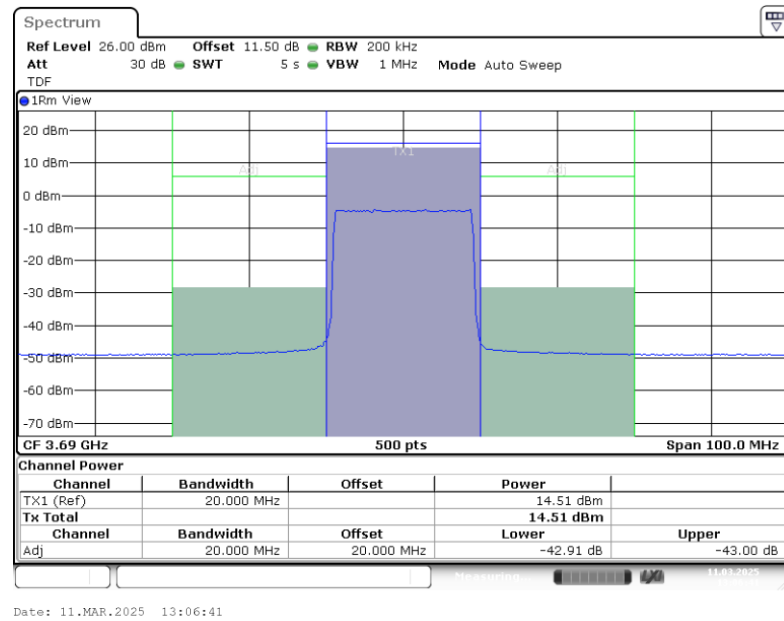 Spectrum
Ref Level 26.00 dBm Offset 11.50 dB RBW 200 kHz
Att 30 dB SWT 5 s VBW 1 MHz Mode Auto Sweep
TDF
1Rm View
20 dBm
10 dBm
TX1
Adj Adj
0 dBm
-10 dBm
-20 dBm
-30 dBm
-40 dBm
-50 dBm
-60 dBm
-70 dBm
CF 3.69 GHz 500 pts Span 100.0 MHz
Channel Power
Channel Bandwidth Offset Power
TX1 (Ref) 20.000 MHz 14.51 dBm
Tx Total 14.51 dBm
Channel Bandwidth Offset Lower Upper
Adj 20.000 MHz 20.000 MHz -42.91 dB -43.00 dB
Measuring... LXI 11.03.2025
Date: 11.MAR.2025 13:06:41